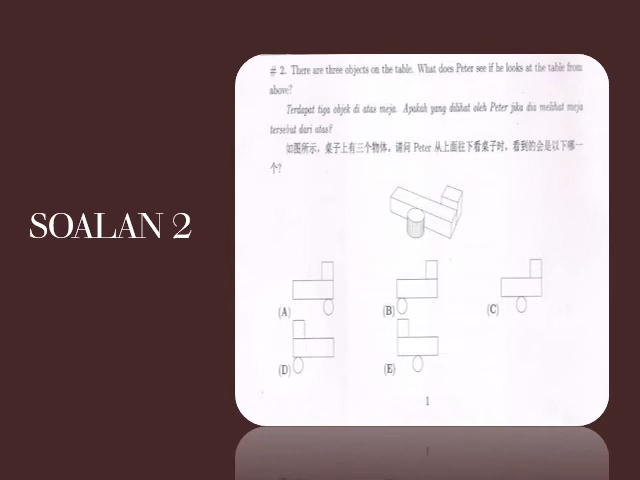 SOALAN 2
# 2. There are three objects on the table. What does Peter see if he looks at the table from
above?
Terdapat tiga objek di atas meja. Apakah yang dilihat oleh Peter jika dia melihat meja
tersebut dari atas?
如图所示，桌子上有三个物体。请问 Peter 从上面往下看桌子时，看到的会是以下哪一
个?
(A)
(B)
(C)
(D)
(E)
1